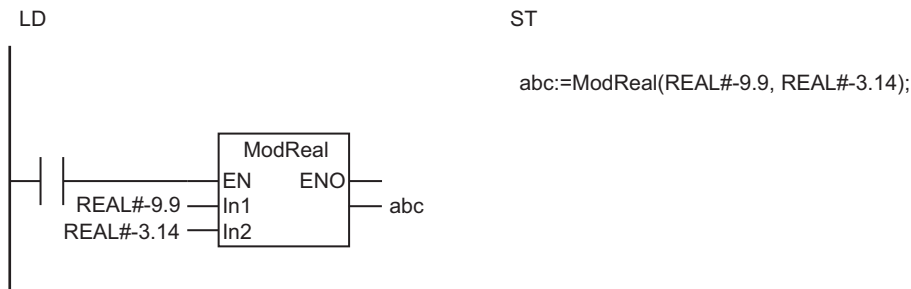 LD
ST
abc:=ModReal(REAL#-9.9, REAL#-3.14);
ModReal
EN ENO
REAL#-9.9 In1 abc
REAL#-3.14 In2